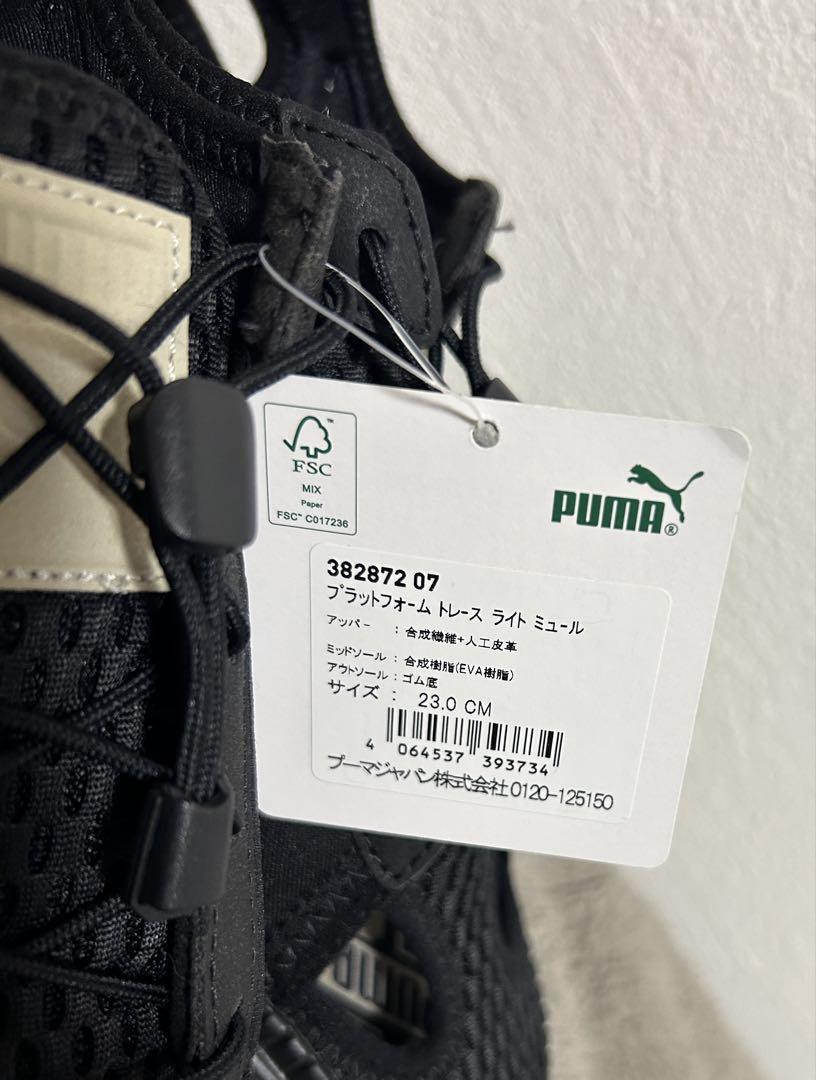 FSC™
MIX
Paper
FSC™ C017236
PUMA®
382872 07
プラットフォーム トレース ライト ミュール
アッパー : 合成繊維+人工皮革
ミッドソール : 合成樹脂(EVA樹脂)
アウトソール : ゴム底
サイズ : 23.0 CM
4 064537 393734
プーマジャパン株式会社 0120-125150